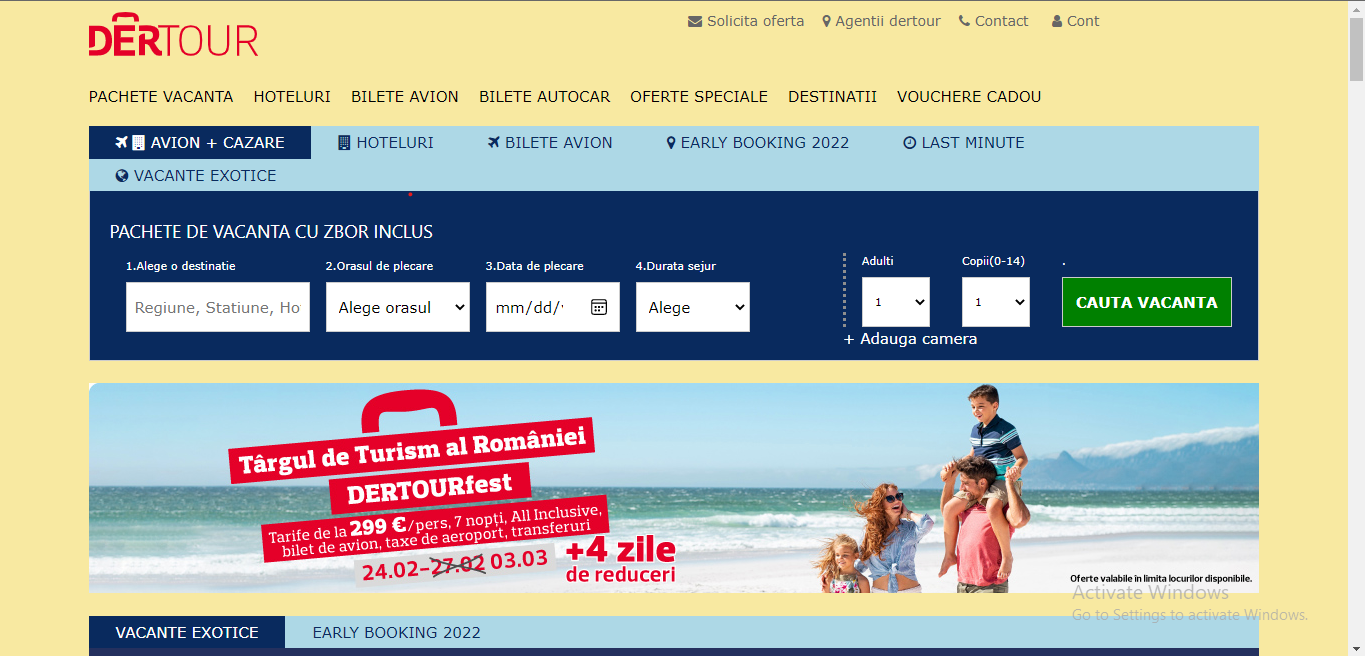 DERTOUR
Solicita oferta Agentii dertour Contact Cont
PACHETE VACANTA HOTELURI BILETE AVION BILETE AUTOCAR OFERTE SPECIALE DESTINATII VOUCHERE CADOU
AVION + CAZARE HOTELURI BILETE AVION EARLY BOOKING 2022 LAST MINUTE
VACANTE EXOTICE
PACHETE DE VACANTA CU ZBOR INCLUS
1.Alege o destinatie 2.Orasul de plecare 3.Data de plecare 4.Durata sejur Adulti Copii(0-14) .
Regiune, Statiune, Ho Alege orasul mm/dd/ Alege 1 1 CAUTA VACANTA
+ Adauga camera
Târgul de Turism al României
DERTOURfest
Tarife de la 299 €/pers, 7 nopți, All Inclusive,
bilet de avion, taxe de aeroport, transferuri
24.02-27.02 03.03
+4 zile
de reduceri
Oferte valabile în limita locurilor disponibile.
Activate Windows
Go to Settings to activate Windows.
VACANTE EXOTICE EARLY BOOKING 2022